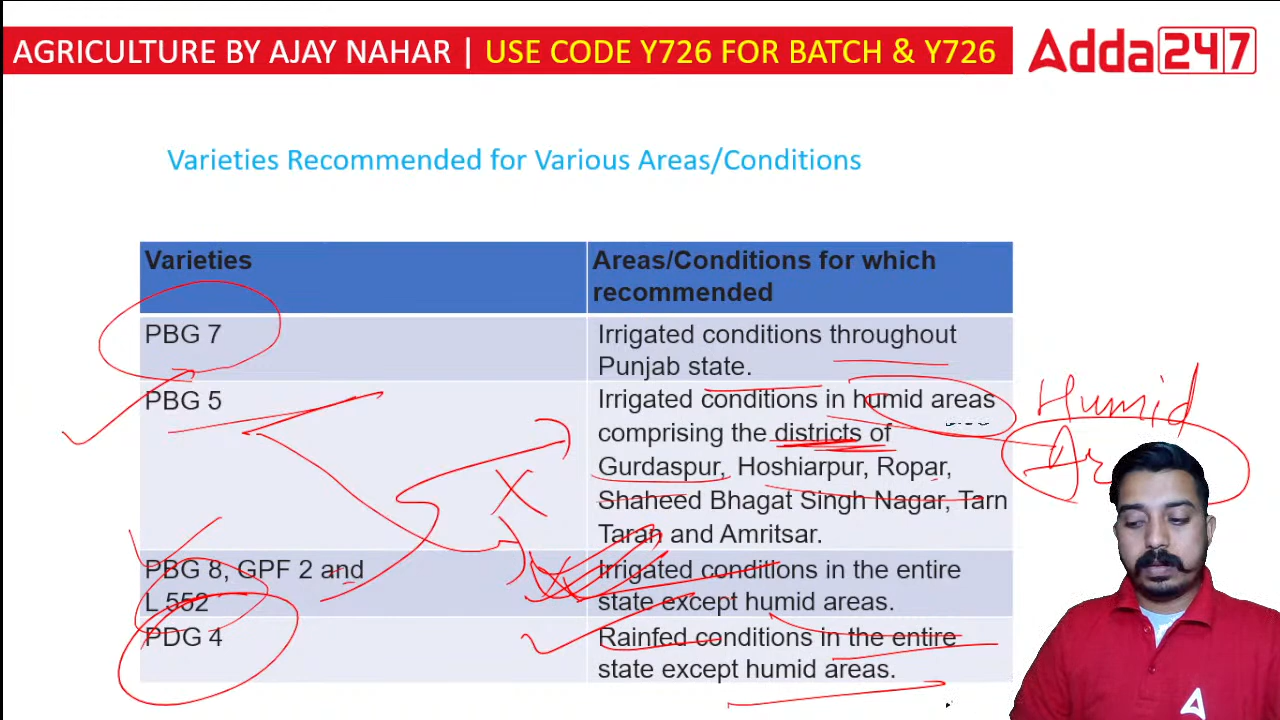 AGRICULTURE BY AJAY NAHAR | USE CODE Y726 FOR BATCH & Y726
Adda247
Varieties Recommended for Various Areas/Conditions
Varieties
Areas/Conditions for which
recommended
PBG 7
Irrigated conditions throughout
Punjab state.
PBG 5
Irrigated conditions in humid areas
comprising the districts of
Gurdaspur, Hoshiarpur, Ropar,
Shaheed Bhagat Singh Nagar, Tarn
Taran and Amritsar.
Humid
PBG 8, GPF 2 and
L 552
Irrigated conditions in the entire
state except humid areas.
PDG 4
Rainfed conditions in the entire
state except humid areas.